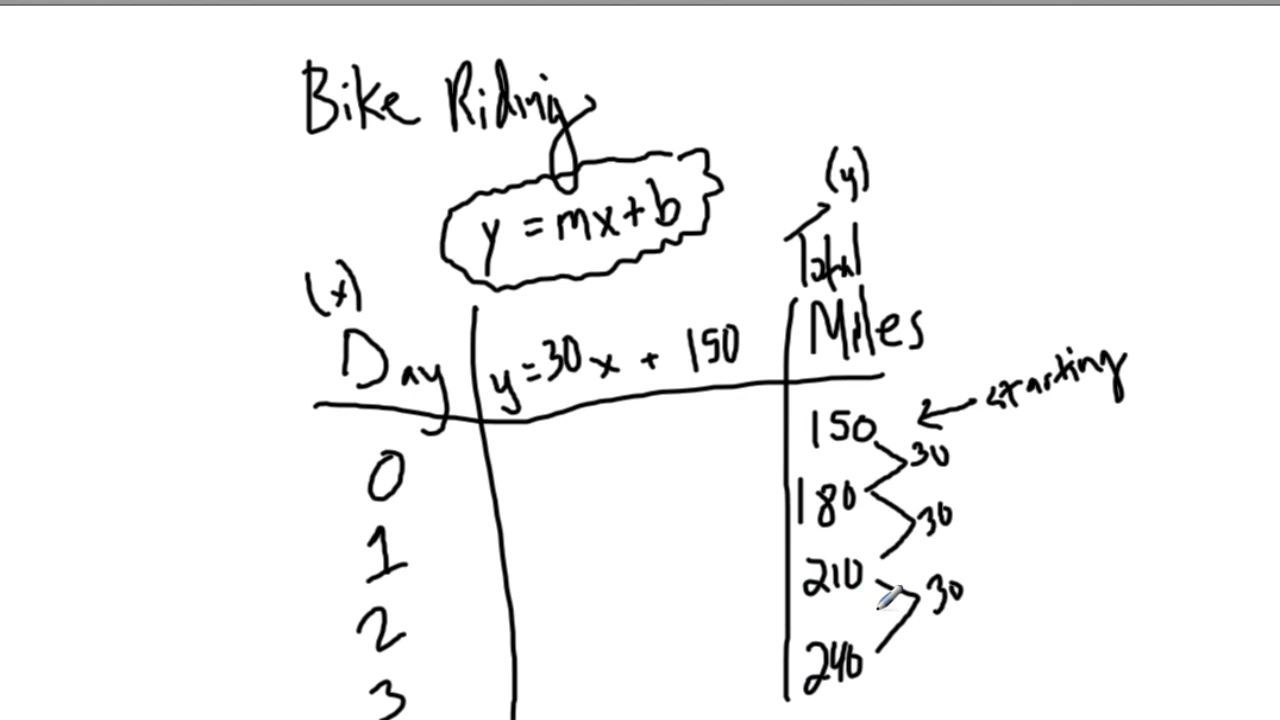 Bike Riding
(y)
y = mx + b
Total
(x)
Miles
Day
y = 30x + 150
starting
150
30
0
180
30
1
210
30
2
240
3